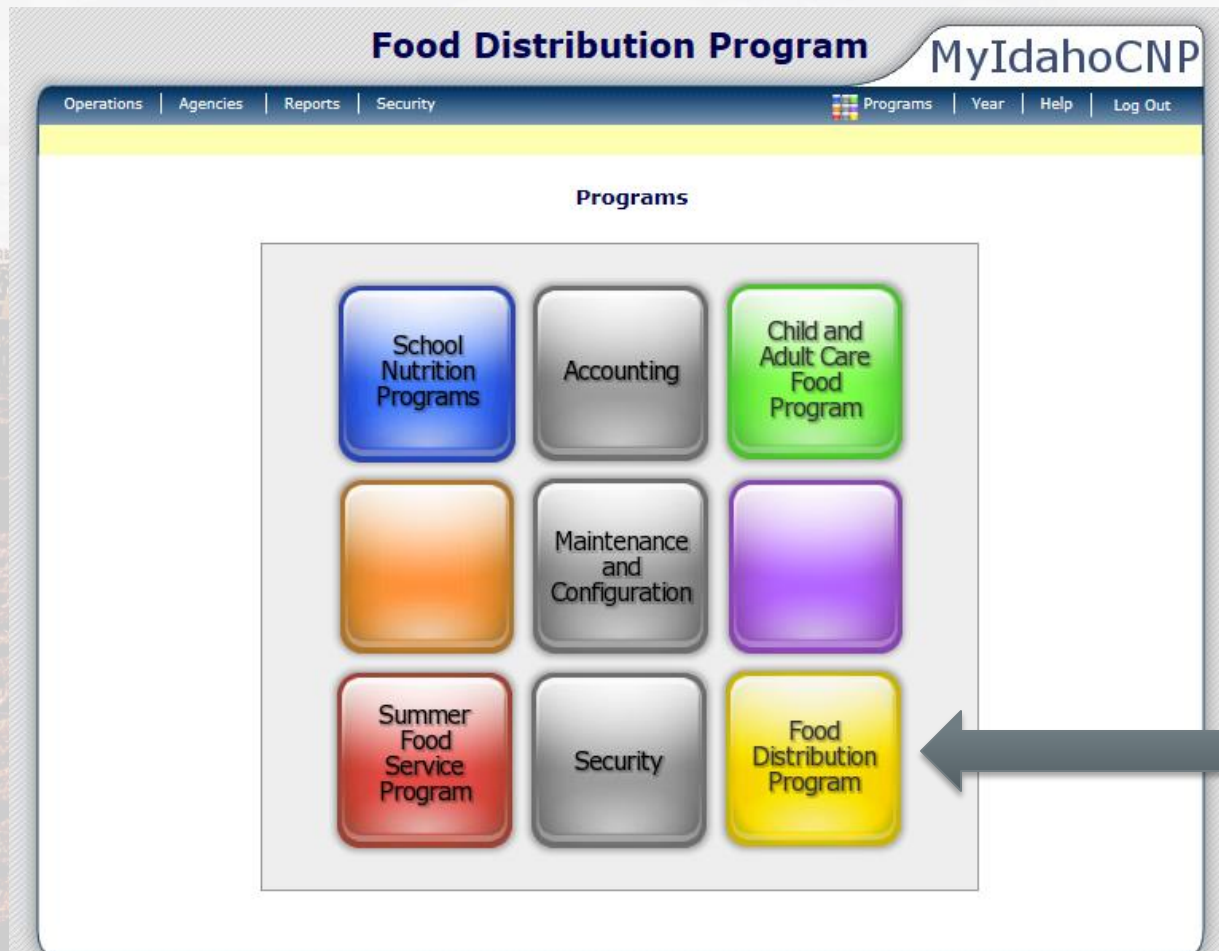 Food Distribution Program
MyIdahoCNP
Operations | Agencies | Reports | Security
Programs | Year | Help | Log Out
Programs
School
Nutrition
Programs
Accounting
Child and
Adult Care
Food
Program
Maintenance
and
Configuration
Summer
Food
Service
Program
Security
Food
Distribution
Program